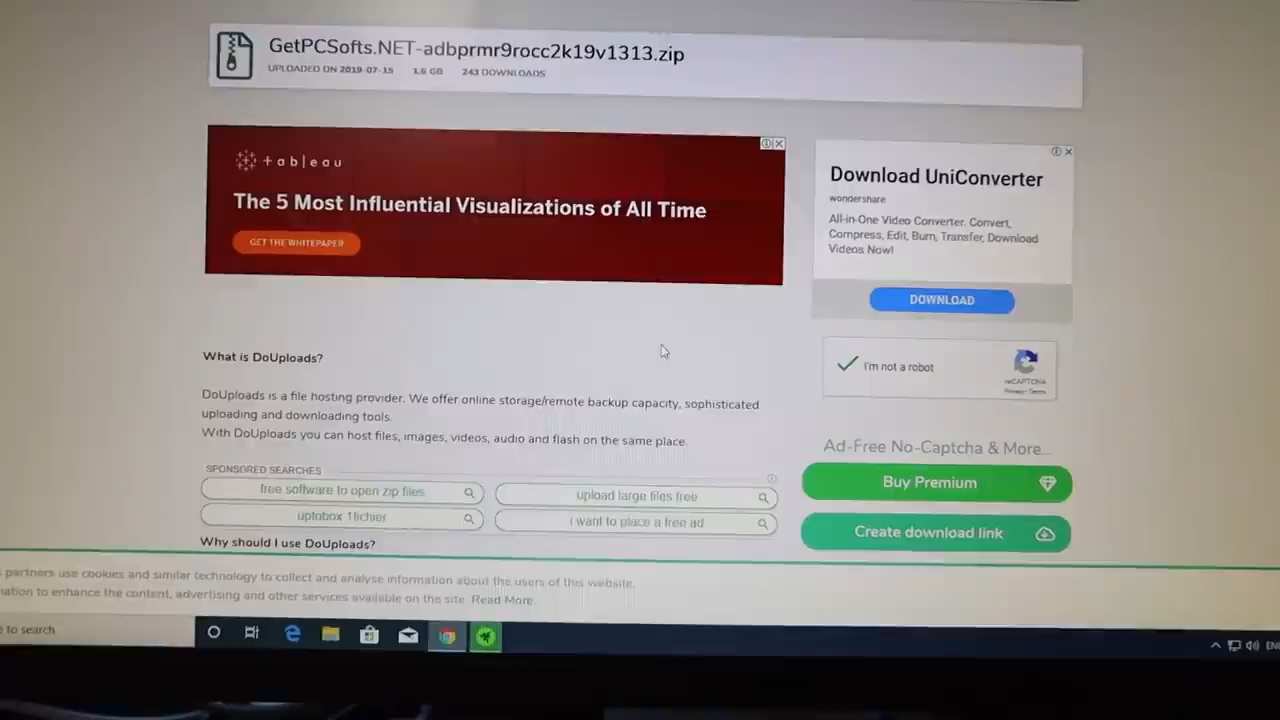 GetPCSofts.NET-adbprmr9rocc2k19v1313.zip
UPLOADED ON 2019-07-15 1.6 GB 243 DOWNLOADS
+ableau
The 5 Most Influential Visualizations of All Time
GET THE WHITEPAPER
Download UniConverter
wondershare
All-in-One Video Converter. Convert,
Compress, Edit, Burn, Transfer, Download
Videos Now!
DOWNLOAD
I'm not a robot
reCAPTCHA
Privacy - Terms
What is DoUploads?
DoUploads is a file hosting provider. We offer online storage/remote backup capacity, sophisticated
uploading and downloading tools.
With DoUploads you can host files, images, videos, audio and flash on the same place.
Ad-Free No-Captcha & More...
Buy Premium
Create download link
SPONSORED SEARCHES
free software to open zip files
upload large files free
uptobox 1fichier
i want to place a free ad
Why should I use DoUploads?
partners use cookies and similar technology to collect and analyse information about the users of this website.
to enhance the content, advertising and other services available on the site. Read More
to search